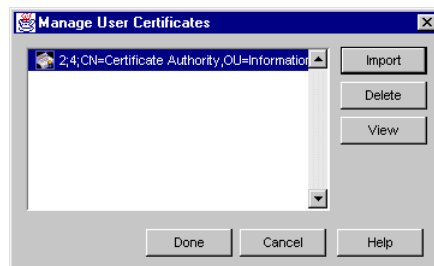 Manage User Certificates
2;4;CN=Certificate Authority,OU=Information
Import
Delete
View
Done
Cancel
Help